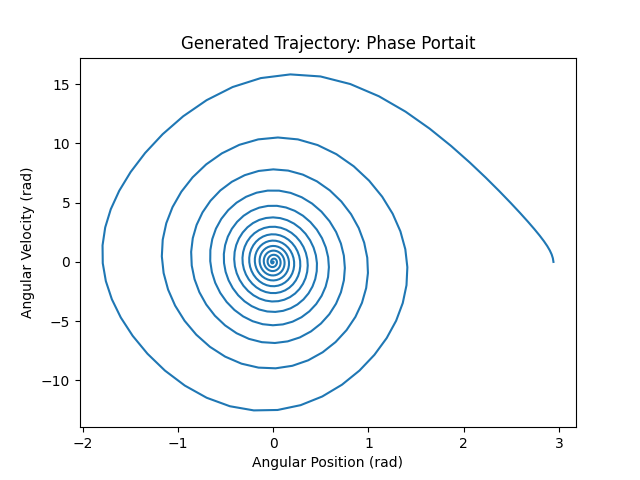 Generated Trajectory: Phase Portait
15
10
5
0
−5
−10
Angular Velocity (rad)
−2 −1 0 1 2 3
Angular Position (rad)